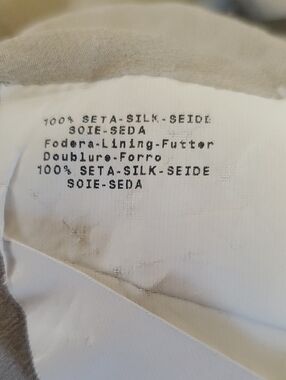 100% SETA-SILK-SEIDE
SOIE-SEDA
Fodera-Lining-Futter
Doublure-Forro
100% SETA-SILK-SEIDE
SOIE-SEDA